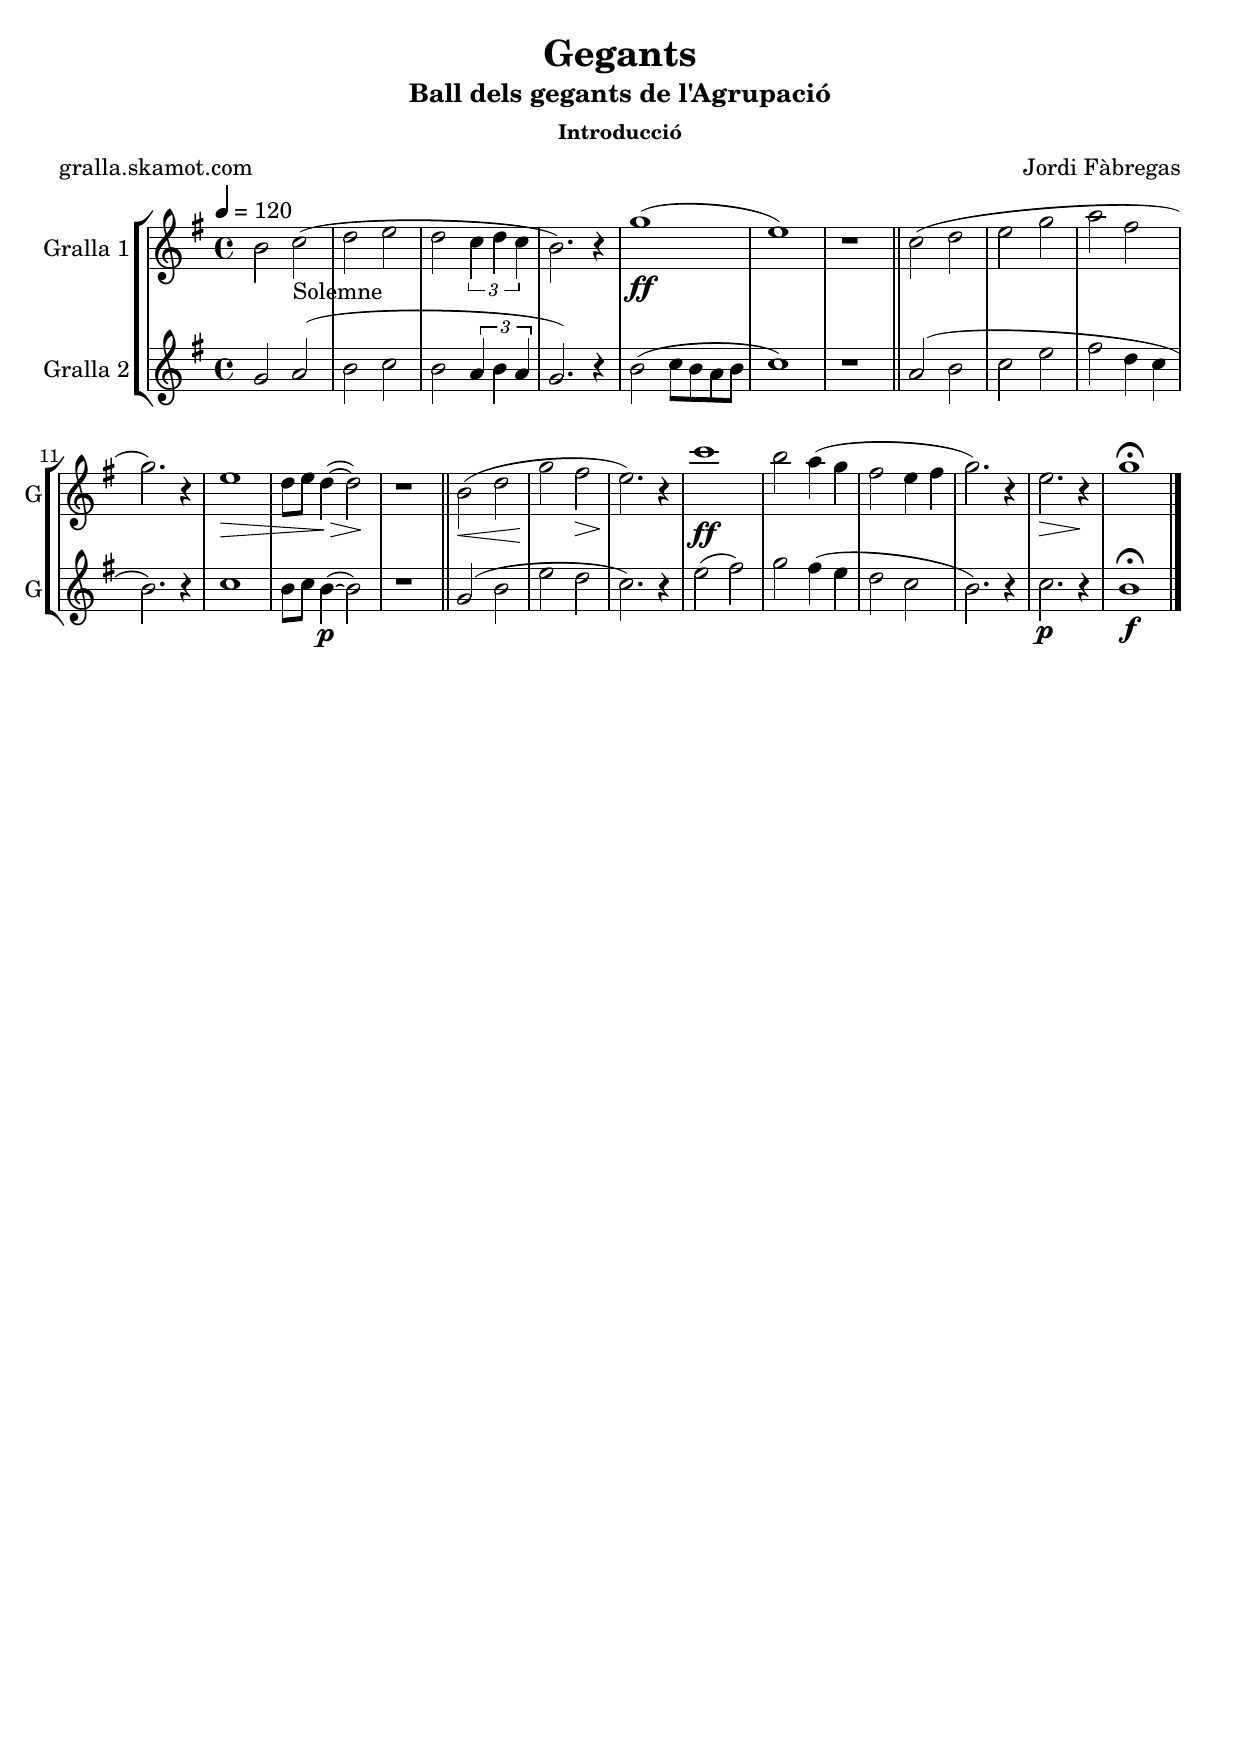 Gegants
Ball dels gegants de l'Agrupació
Introducció
gralla.skamot.com
Jordi Fàbregas
= 120
Gralla 1
3
ff
Solemne
Gralla 2
3
11
G
ff
G
p
p
f